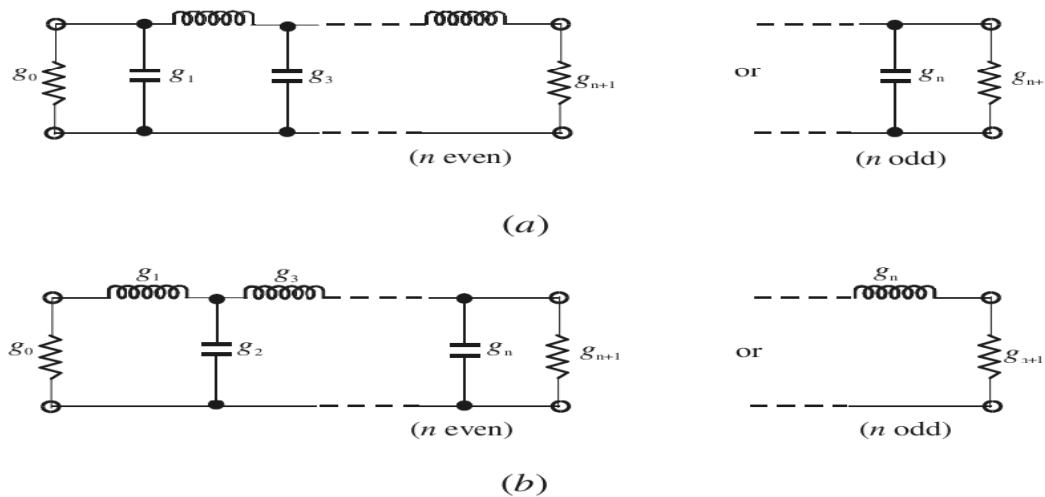 g₀ g₁ g₃ gₙ₊₁ or gₙ gₙ₊
(n even) (n odd)
(a)
g₁ g₃ gₙ
g₀ g₂ gₙ gₙ₊₁ or gₙ₊₁
(n even) (n odd)
(b)